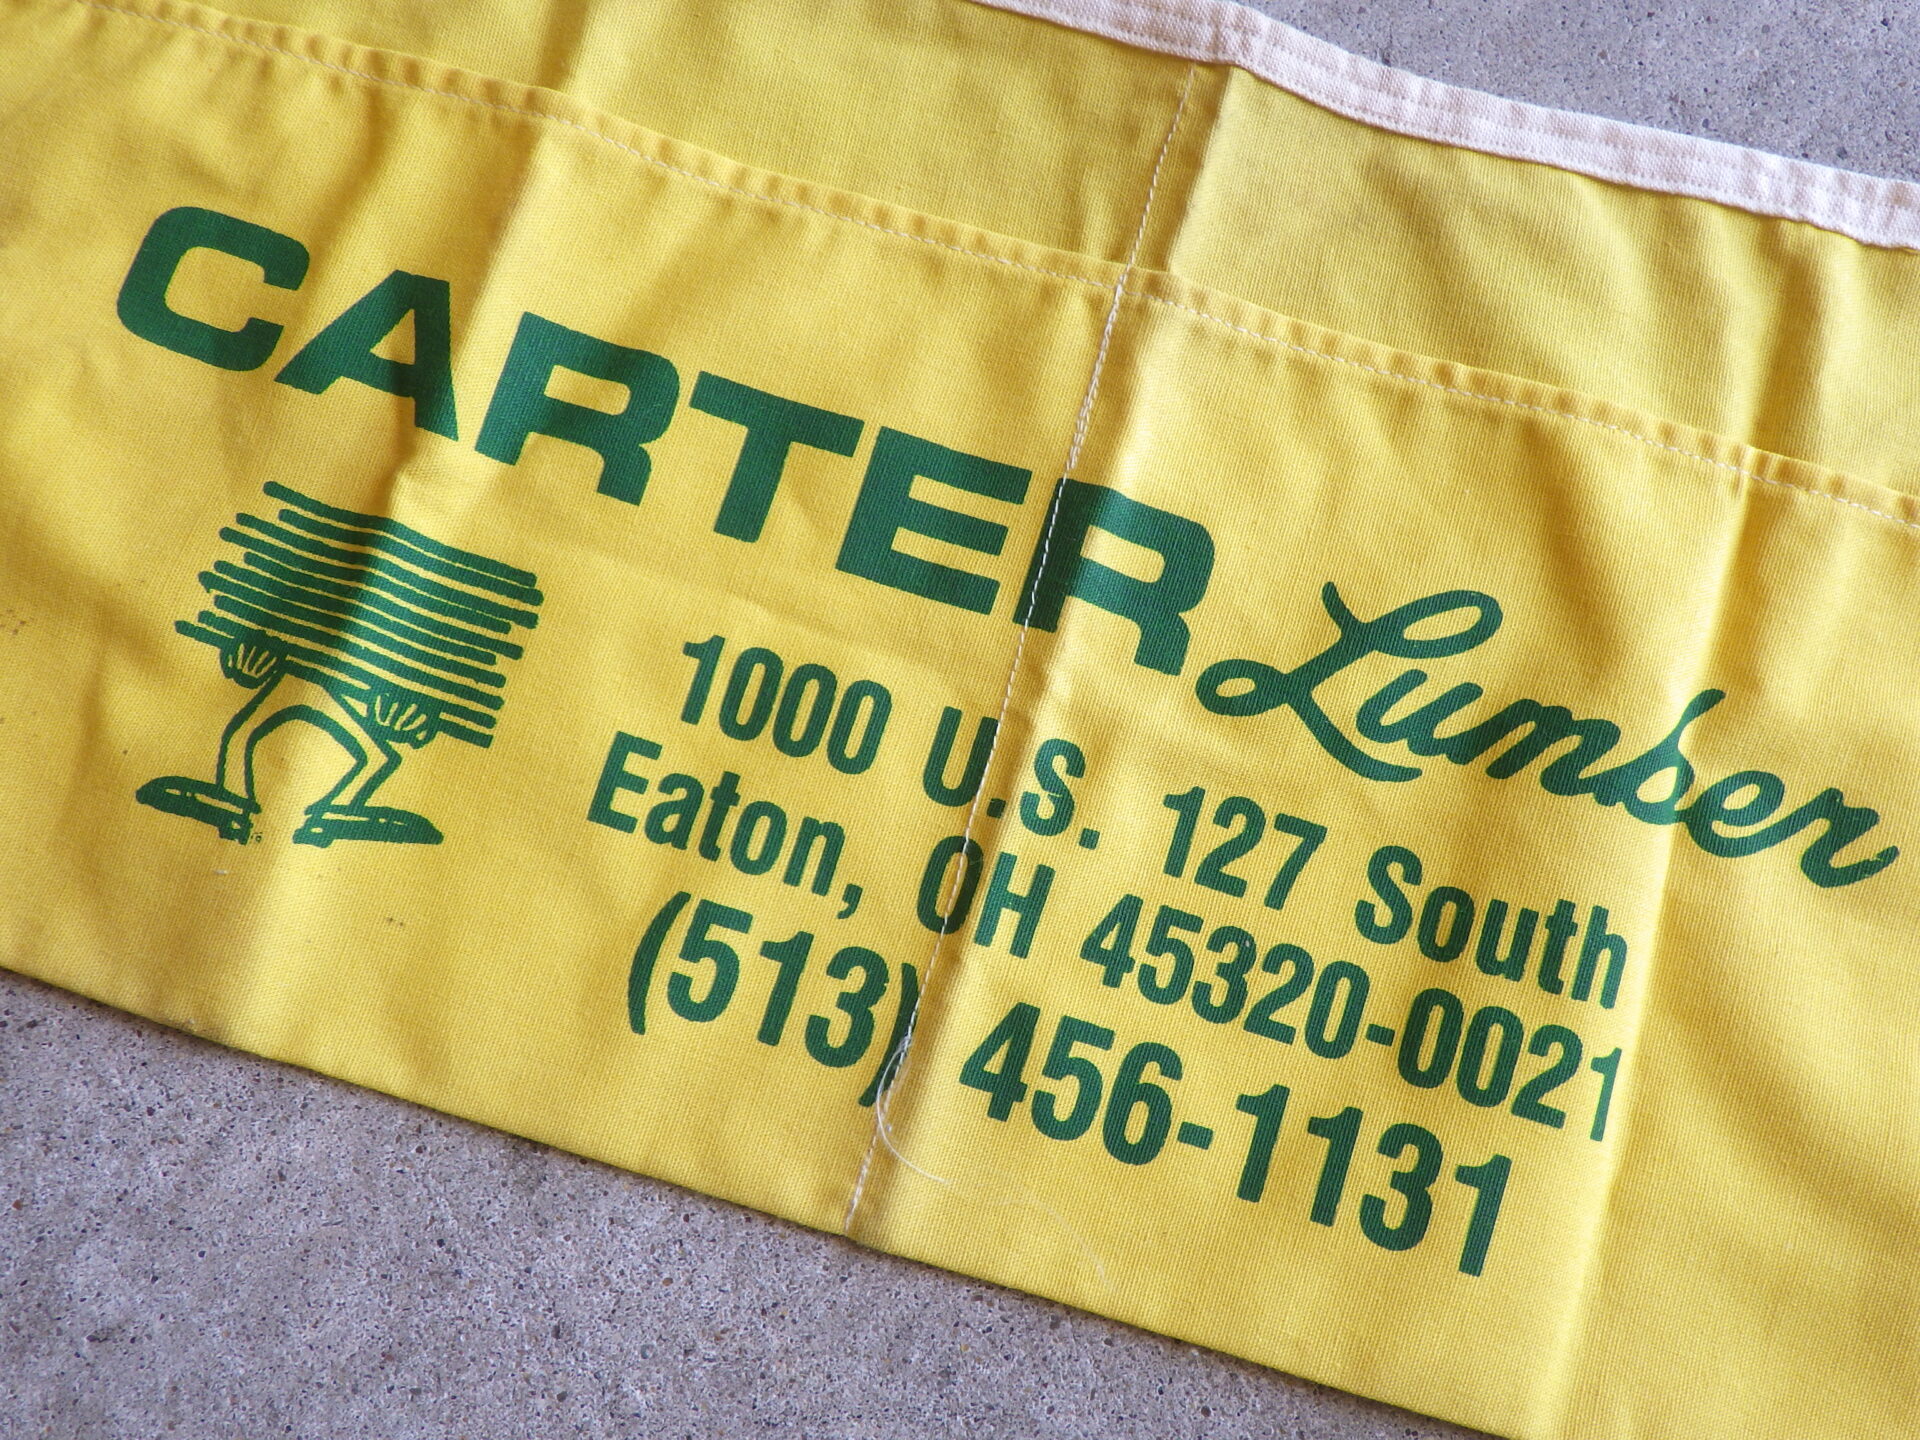 CARTER Lumber
1000 U.S. 127 South
Eaton, OH 45320-0021
(513) 456-1131